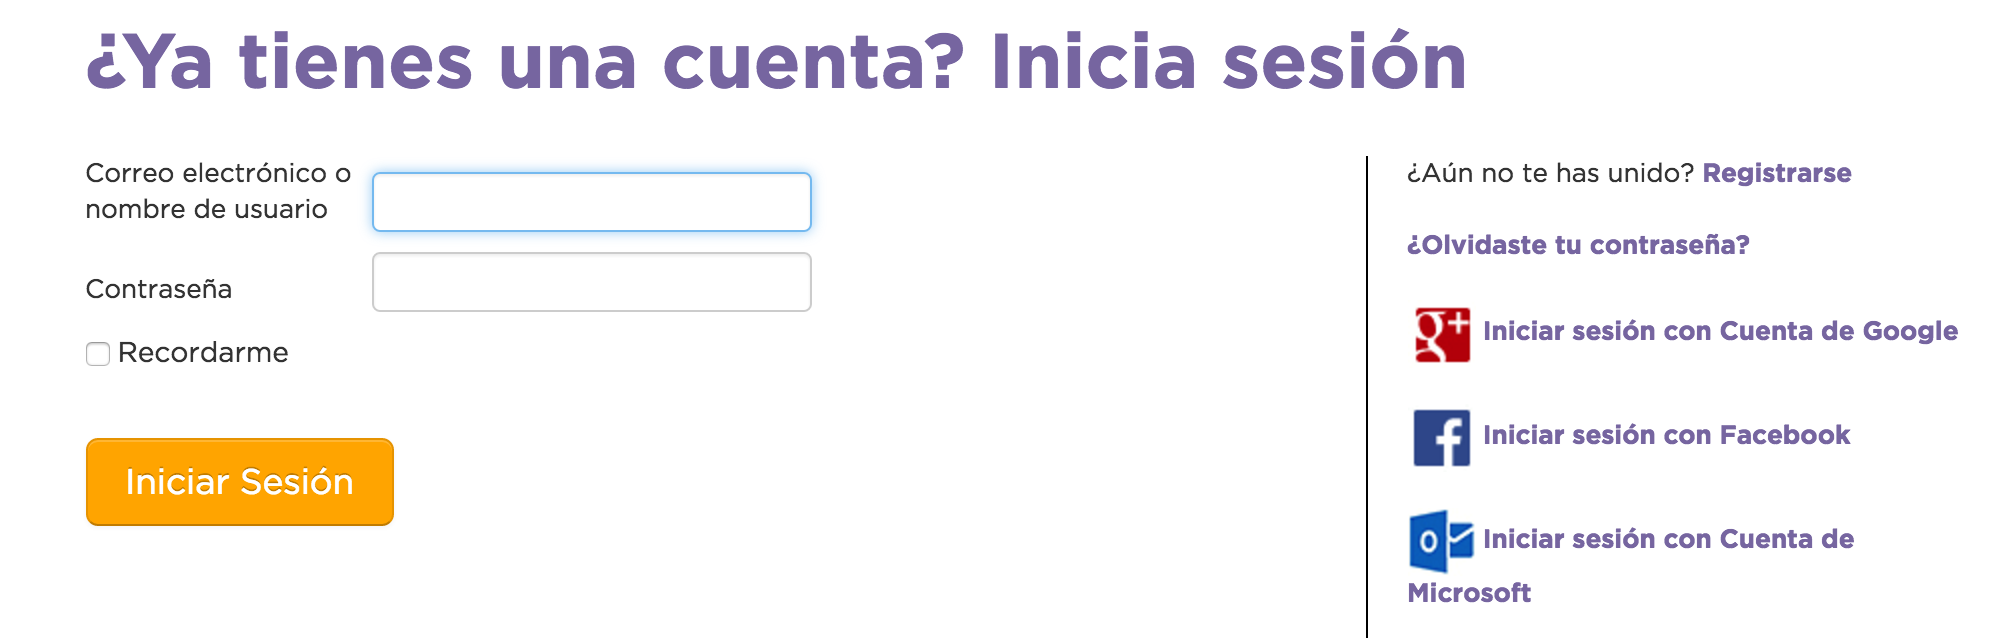 ¿Ya tienes una cuenta? Inicia sesión
Correo electrónico o
nombre de usuario
Contraseña
Recordarme
Iniciar Sesión
¿Aún no te has unido? Registrarse
¿Olvidaste tu contraseña?
g+ Iniciar sesión con Cuenta de Google
f Iniciar sesión con Facebook
o Iniciar sesión con Cuenta de
Microsoft